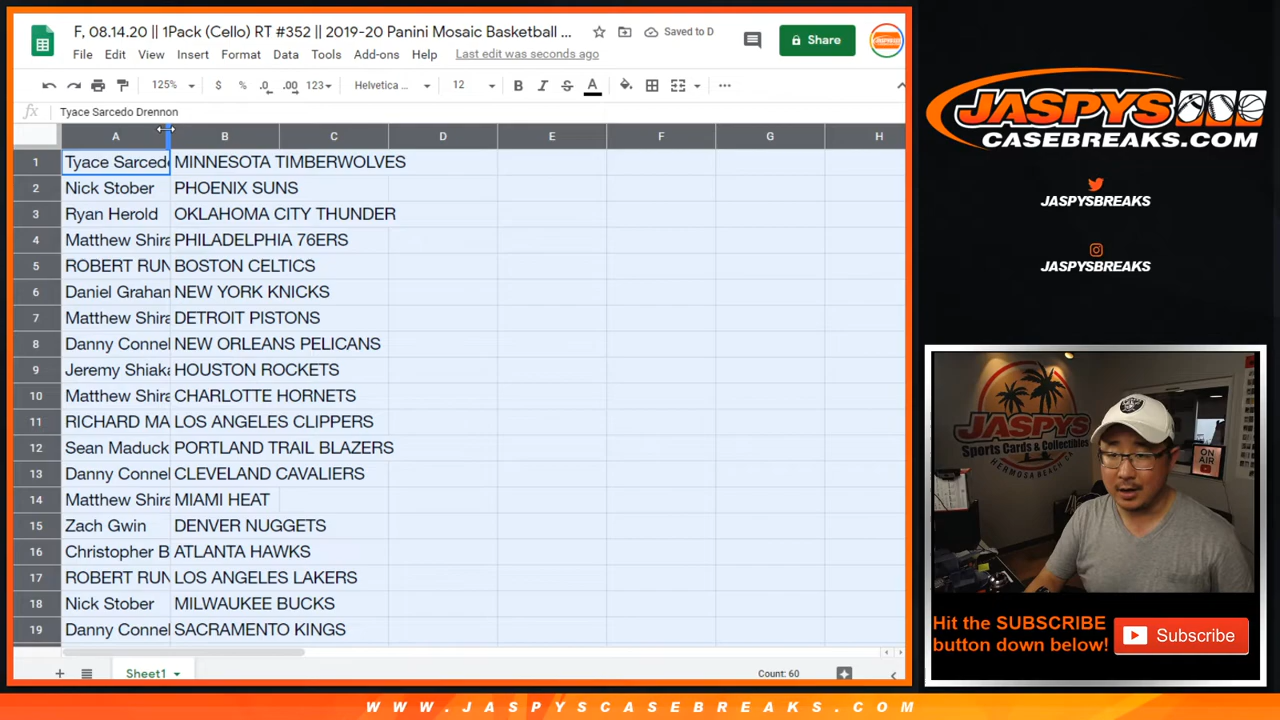 F, 08.14.20 || 1Pack (Cello) RT #352 || 2019-20 Panini Mosaic Basketball ...
Saved to D
Share
File Edit View Insert Format Data Tools Add-ons Help Last edit was seconds ago
125% $ % .0 .00 123 Helvetica ... 12 B I S A
fx Tyace Sarcedo Drennon
A B C D E F G H
1 Tyace Sarcedo MINNESOTA TIMBERWOLVES
2 Nick Stober PHOENIX SUNS
3 Ryan Herold OKLAHOMA CITY THUNDER
4 Matthew Shira PHILADELPHIA 76ERS
5 ROBERT RUN BOSTON CELTICS
6 Daniel Graham NEW YORK KNICKS
7 Matthew Shira DETROIT PISTONS
8 Danny Connel NEW ORLEANS PELICANS
9 Jeremy Shiaka HOUSTON ROCKETS
10 Matthew Shira CHARLOTTE HORNETS
11 RICHARD MA LOS ANGELES CLIPPERS
12 Sean Maduck PORTLAND TRAIL BLAZERS
13 Danny Connel CLEVELAND CAVALIERS
14 Matthew Shira MIAMI HEAT
15 Zach Gwin DENVER NUGGETS
16 Christopher B ATLANTA HAWKS
17 ROBERT RUN LOS ANGELES LAKERS
18 Nick Stober MILWAUKEE BUCKS
19 Danny Connel SACRAMENTO KINGS
Sheet1
Count: 60
JASPYS
CASEBREAKS.COM
JASPYSBREAKS
JASPYSBREAKS
JASPYS
Sports Cards & Collectibles
HERMOSA BEACH CA
ON AIR
Hit the SUBSCRIBE
button down below!
Subscribe
WWW.JASPYSCASEBREAKS.COM